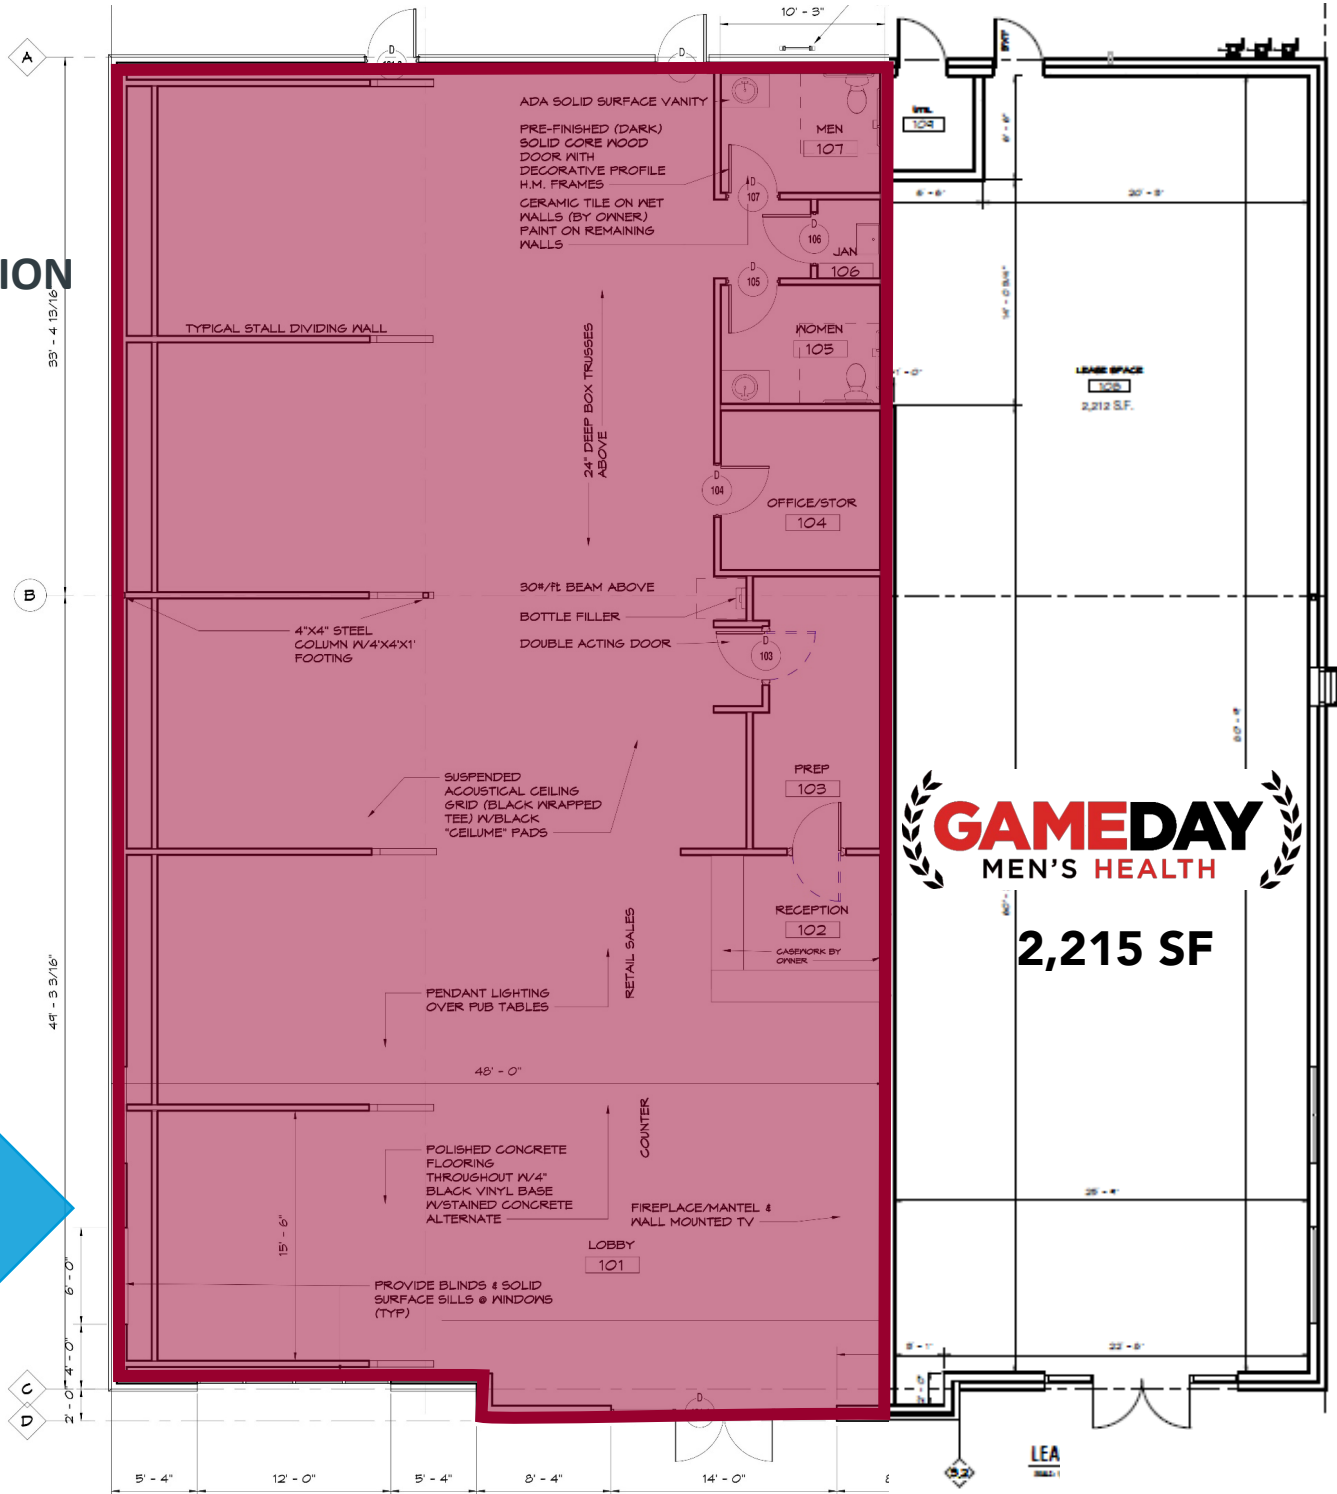 10' - 3"
A
D
D
ADA SOLID SURFACE VANITY
PRE-FINISHED (DARK)
SOLID CORE WOOD
DOOR WITH
DECORATIVE PROFILE
H.M. FRAMES
CERAMIC TILE ON WET
WALLS (BY OWNER)
PAINT ON REMAINING
WALLS
MEN
107
D
107
D
106
JAN
106
D
105
WOMEN
105
109
20' - 9"
ION
33' - 4 13/16"
TYPICAL STALL DIVIDING WALL
24" DEEP BOX TRUSSES
ABOVE
LEASE SPACE
108
2,212 S.F.
D
104
OFFICE/STOR
104
B
30#/ft BEAM ABOVE
BOTTLE FILLER
DOUBLE ACTING DOOR
D
103
4"X4" STEEL
COLUMN W/4'X4'X1'
FOOTING
SUSPENDED
ACOUSTICAL CEILING
GRID (BLACK WRAPPED
TEE) W/BLACK
"CEILUME" PADS
PREP
103
GAMEDAY
MEN'S HEALTH
2,215 SF
RECEPTION
102
CASEWORK BY
OWNER
RETAIL SALES
49' - 3 3/16"
PENDANT LIGHTING
OVER PUB TABLES
48' - 0"
COUNTER
POLISHED CONCRETE
FLOORING
THROUGHOUT W/4"
BLACK VINYL BASE
W/STAINED CONCRETE
ALTERNATE
FIREPLACE/MANTEL &
WALL MOUNTED TV
LOBBY
101
15' - 6"
6' - 0"
PROVIDE BLINDS & SOLID
SURFACE SILLS @ WINDOWS
(TYP)
4' - 0"
C
2' - 0"
D
D
LEA
5' - 4"
12' - 0"
5' - 4"
8' - 4"
14' - 0"